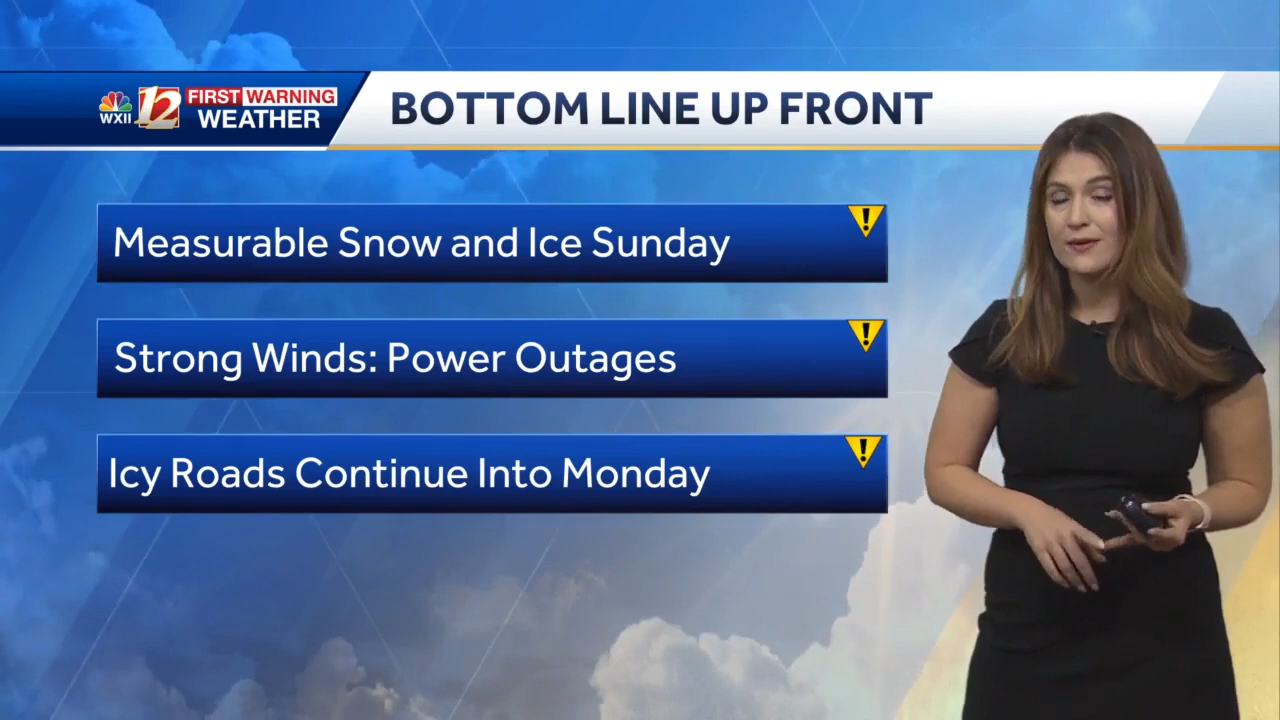 WXII 12 FIRST WARNING
WEATHER
BOTTOM LINE UP FRONT
Measurable Snow and Ice Sunday
!
Strong Winds: Power Outages
!
Icy Roads Continue Into Monday
!